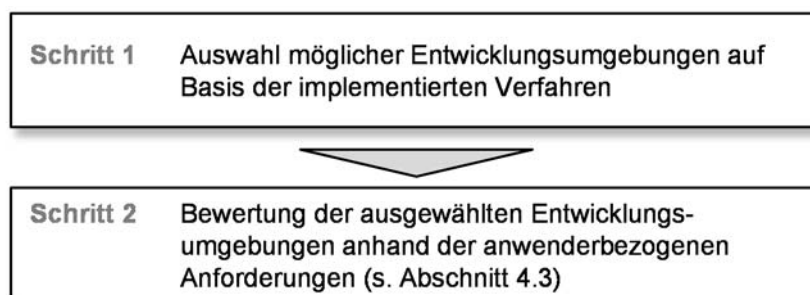 Schritt 1 Auswahl möglicher Entwicklungsumgebungen auf
Basis der implementierten Verfahren
Schritt 2 Bewertung der ausgewählten Entwicklungs-
umgebungen anhand der anwenderbezogenen
Anforderungen (s. Abschnitt 4.3)